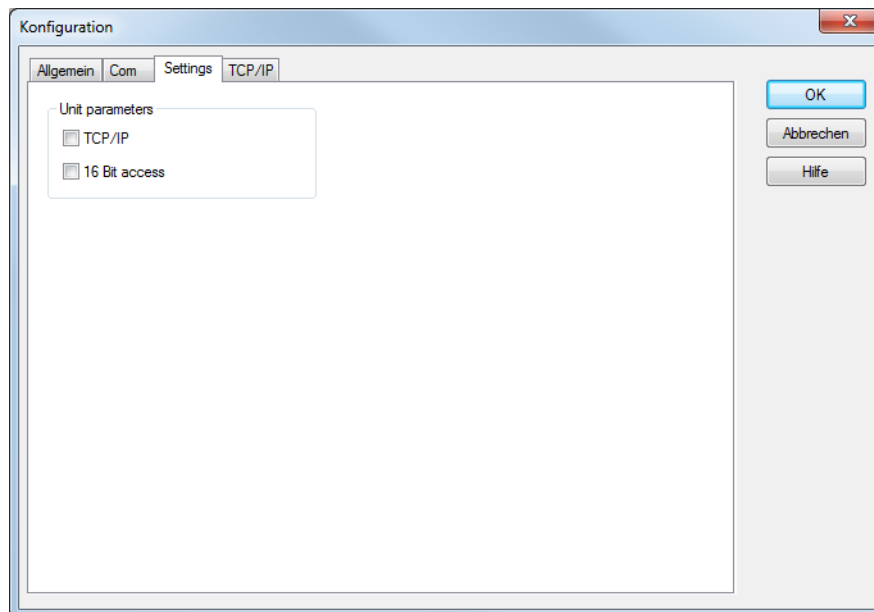 Konfiguration
Allgemein Com Settings TCP/IP
Unit parameters
TCP/IP
16 Bit access
OK
Abbrechen
Hilfe